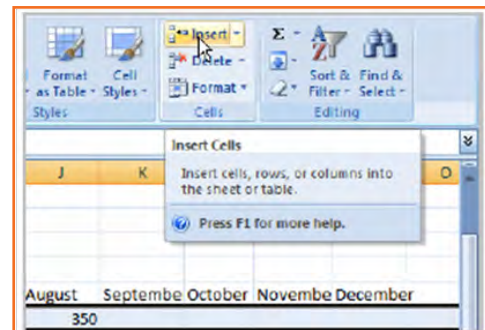 Insert
Delete
Format
Format
as Table
Cell
Styles
Σ
Sort &
Filter
Find &
Select
Styles
Cells
Editing
Insert Cells
Insert cells, rows, or columns into
the sheet or table.
Press F1 for more help.
J K O
August Septembe October Novembe December
350